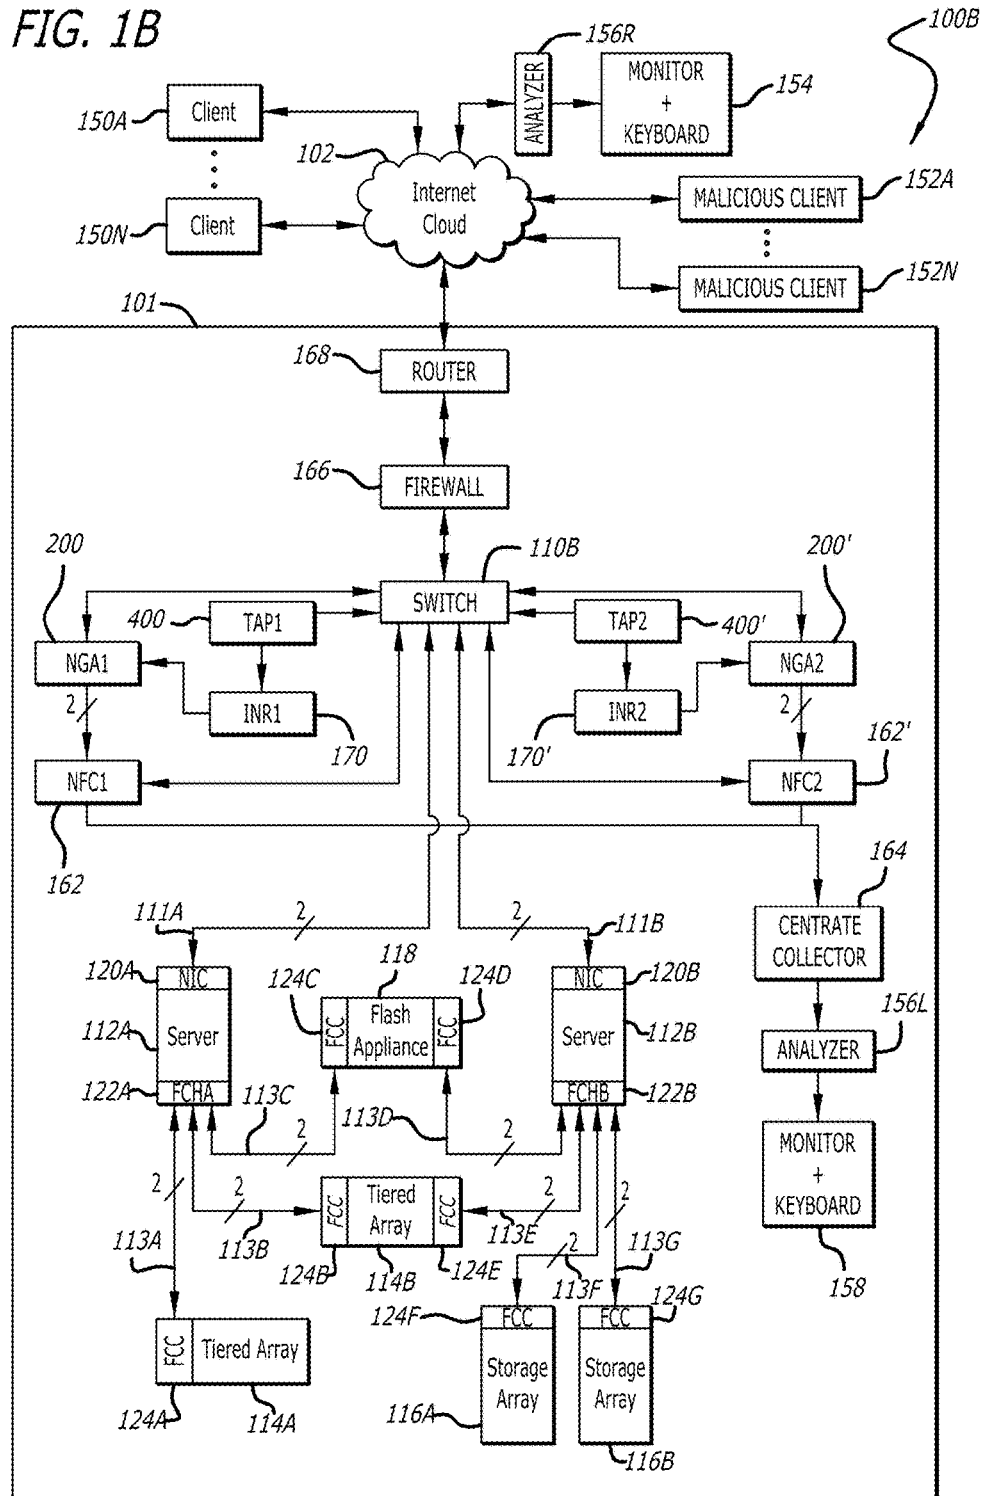 FIG. 1B
100B
156R
ANALYZER
MONITOR
+
KEYBOARD
154
150A
Client
102
Internet
Cloud
150N
Client
MALICIOUS CLIENT
152A
MALICIOUS CLIENT
152N
101
168
ROUTER
166
FIREWALL
110B
SWITCH
200
200'
400
TAP1
TAP2
400'
NGA1
NGA2
2
INR1
170
INR2
170'
2
NFC1
162
NFC2
162'
164
CENTRATE
COLLECTOR
111A
2
2
111B
120A
NIC
124C
118
124D
NIC
120B
112A
Server
FCC
Flash
Appliance
FCC
Server
112B
156L
ANALYZER
122A
FCHA
113C
113D
FCHB
122B
2
2
MONITOR
+
KEYBOARD
158
2
2
FCC
Tiered
Array
FCC
2
2
113A
113B
124B
114B
124E
113E
2
113F
113G
124F
FCC
FCC
124G
FCC
Tiered Array
124A
114A
Storage
Array
116A
Storage
Array
116B